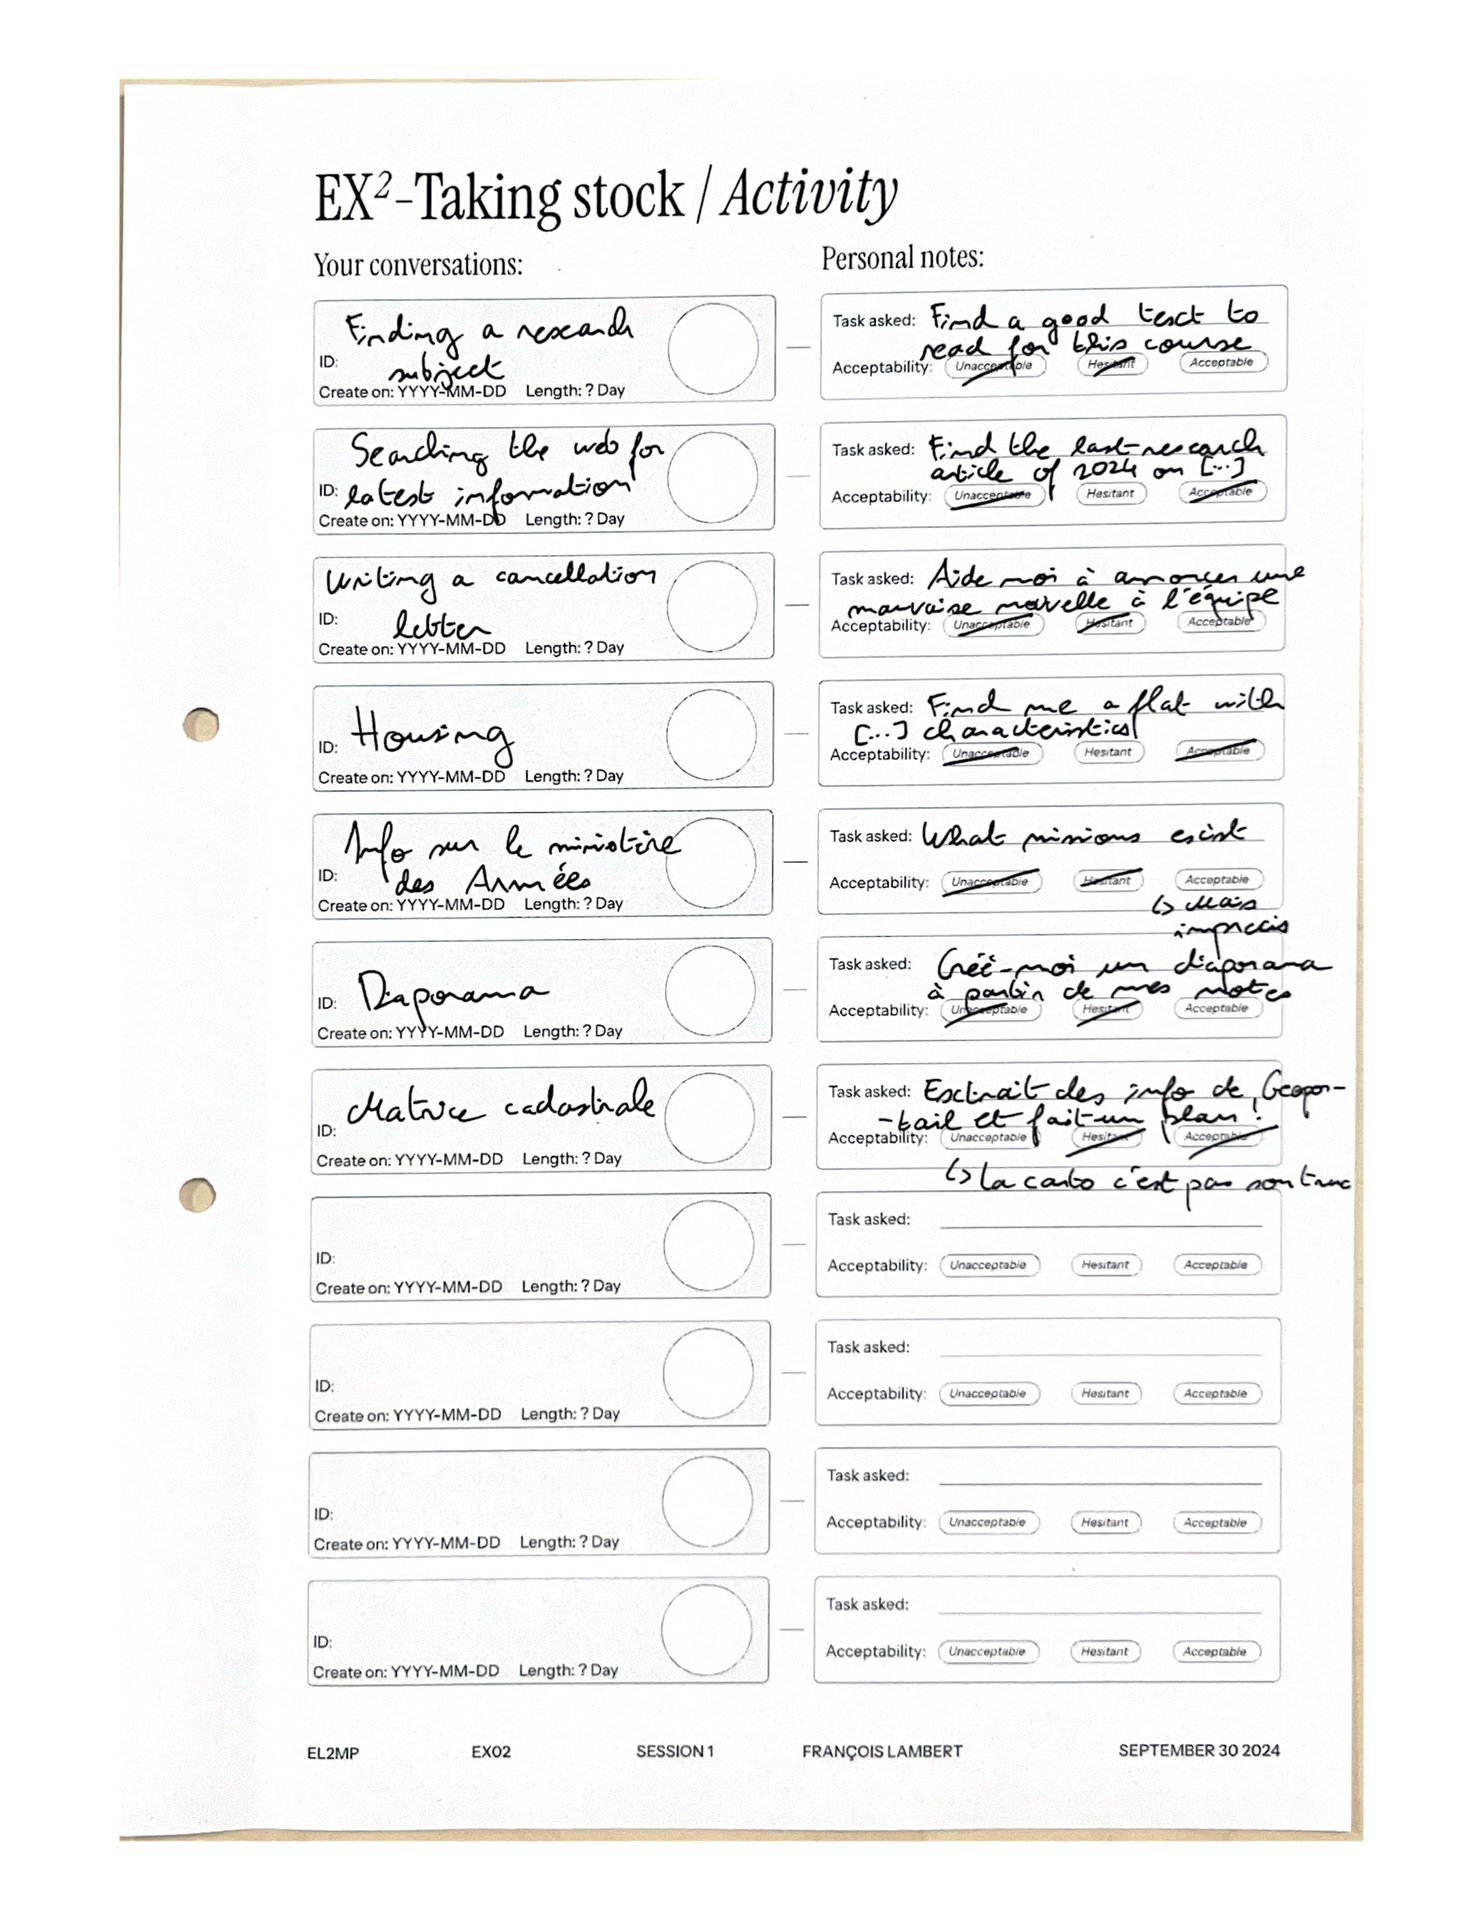 EX²-Taking stock / Activity
Your conversations:
Personal notes:
Finding a research
subject
ID:
Create on: YYYY-MM-DD Length: ? Day
Task asked: Find a good text to
read for this course
Acceptability: Unacceptable Hesitant Acceptable
Searching the web for
ID: latest information
Create on: YYYY-MM-DD Length: ? Day
Task asked: Find the last research
article of 2024 on [...]
Acceptability: Unacceptable Hesitant Acceptable
Writing a cancellation
ID: letter
Create on: YYYY-MM-DD Length: ? Day
Task asked: Aide moi à annoncer une
mauvaise nouvelle à l'équipe
Acceptability: Unacceptable Hesitant Acceptable
ID: Housing
Create on: YYYY-MM-DD Length: ? Day
Task asked: Find me a flat with
[...] characteristics
Acceptability: Unacceptable Hesitant Acceptable
Info sur le ministère
ID: des Armées
Create on: YYYY-MM-DD Length: ? Day
Task asked: What missions exist
Acceptability: Unacceptable Hesitant Acceptable
↳ Mais
imprécis
ID: Diaporama
Create on: YYYY-MM-DD Length: ? Day
Task asked: Créé-moi un diaporama
à partir de mes notes
Acceptability: Unacceptable Hesitant Acceptable
Matrice cadastrale
ID:
Create on: YYYY-MM-DD Length: ? Day
Task asked: Extrait des info de Geopor-
-tail et fait un plan !
Acceptability: Unacceptable Hesitant Acceptable
↳ La carto c'est pas son truc
ID:
Create on: YYYY-MM-DD Length: ? Day
Task asked:
Acceptability: Unacceptable Hesitant Acceptable
ID:
Create on: YYYY-MM-DD Length: ? Day
Task asked:
Acceptability: Unacceptable Hesitant Acceptable
ID:
Create on: YYYY-MM-DD Length: ? Day
Task asked:
Acceptability: Unacceptable Hesitant Acceptable
ID:
Create on: YYYY-MM-DD Length: ? Day
Task asked:
Acceptability: Unacceptable Hesitant Acceptable
EL2MP EX02 SESSION 1 FRANÇOIS LAMBERT SEPTEMBER 30 2024